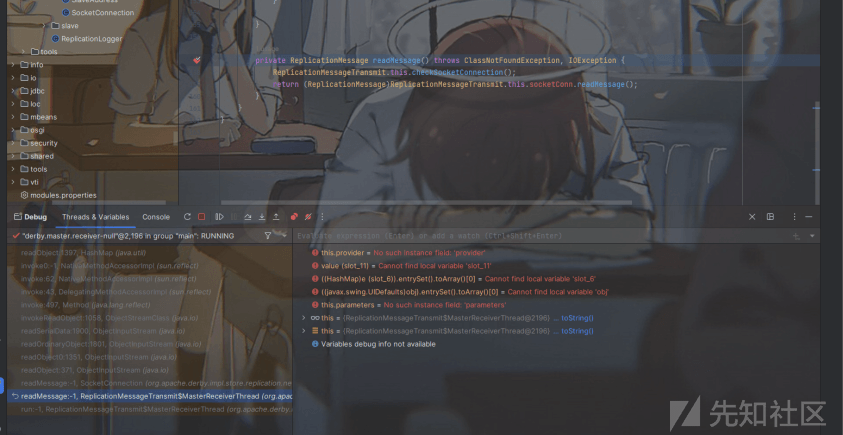 SlaveAddress
SocketConnection
slave
ReplicationLogger
tools
info
io
jdbc
loc
mbeans
osgi
security
shared
tools
vti
modules.properties
}
private ReplicationMessage readMessage() throws ClassNotFoundException, IOException {
ReplicationMessageTransmit.this.checkSocketConnection();
return (ReplicationMessage)ReplicationMessageTransmit.this.socketConn.readMessage();
}
}
}
Debug Threads & Variables Console
"derby.master.receiver-null"@2,196 in group "main": RUNNING
readObject:1397, HashMap (java.util)
invoke0:-1, NativeMethodAccessorImpl (sun.reflect)
invoke:62, NativeMethodAccessorImpl (sun.reflect)
invoke:43, DelegatingMethodAccessorImpl (sun.reflect)
invoke:497, Method (java.lang.reflect)
invokeReadObject:1058, ObjectStreamClass (java.io)
readSerialData:1900, ObjectInputStream (java.io)
readOrdinaryObject:1801, ObjectInputStream (java.io)
readObject0:1351, ObjectInputStream (java.io)
readObject:371, ObjectInputStream (java.io)
readMessage:-1, SocketConnection (org.apache.derby.impl.store.replication.ne
readMessage:-1, ReplicationMessageTransmit$MasterReceiverThread (org.apac
run:-1, ReplicationMessageTransmit$MasterReceiverThread (org.apache.derby.
Evaluate expression (Enter) or add a watch (Ctrl+Shift+Enter)
this.provider = No such instance field: 'provider'
value (slot_11) = Cannot find local variable 'slot_11'
((HashMap)e (slot_6)).entrySet().toArray()[0] = Cannot find local variable 'slot_6'
((javax.swing.UIDefaults)obj).entrySet().toArray()[0] = Cannot find local variable 'obj'
this.parameters = No such instance field: 'parameters'
this = {ReplicationMessageTransmit$MasterReceiverThread@2196} ... toString()
this = {ReplicationMessageTransmit$MasterReceiverThread@2196} ... toString()
Variables debug info not available
先知社区